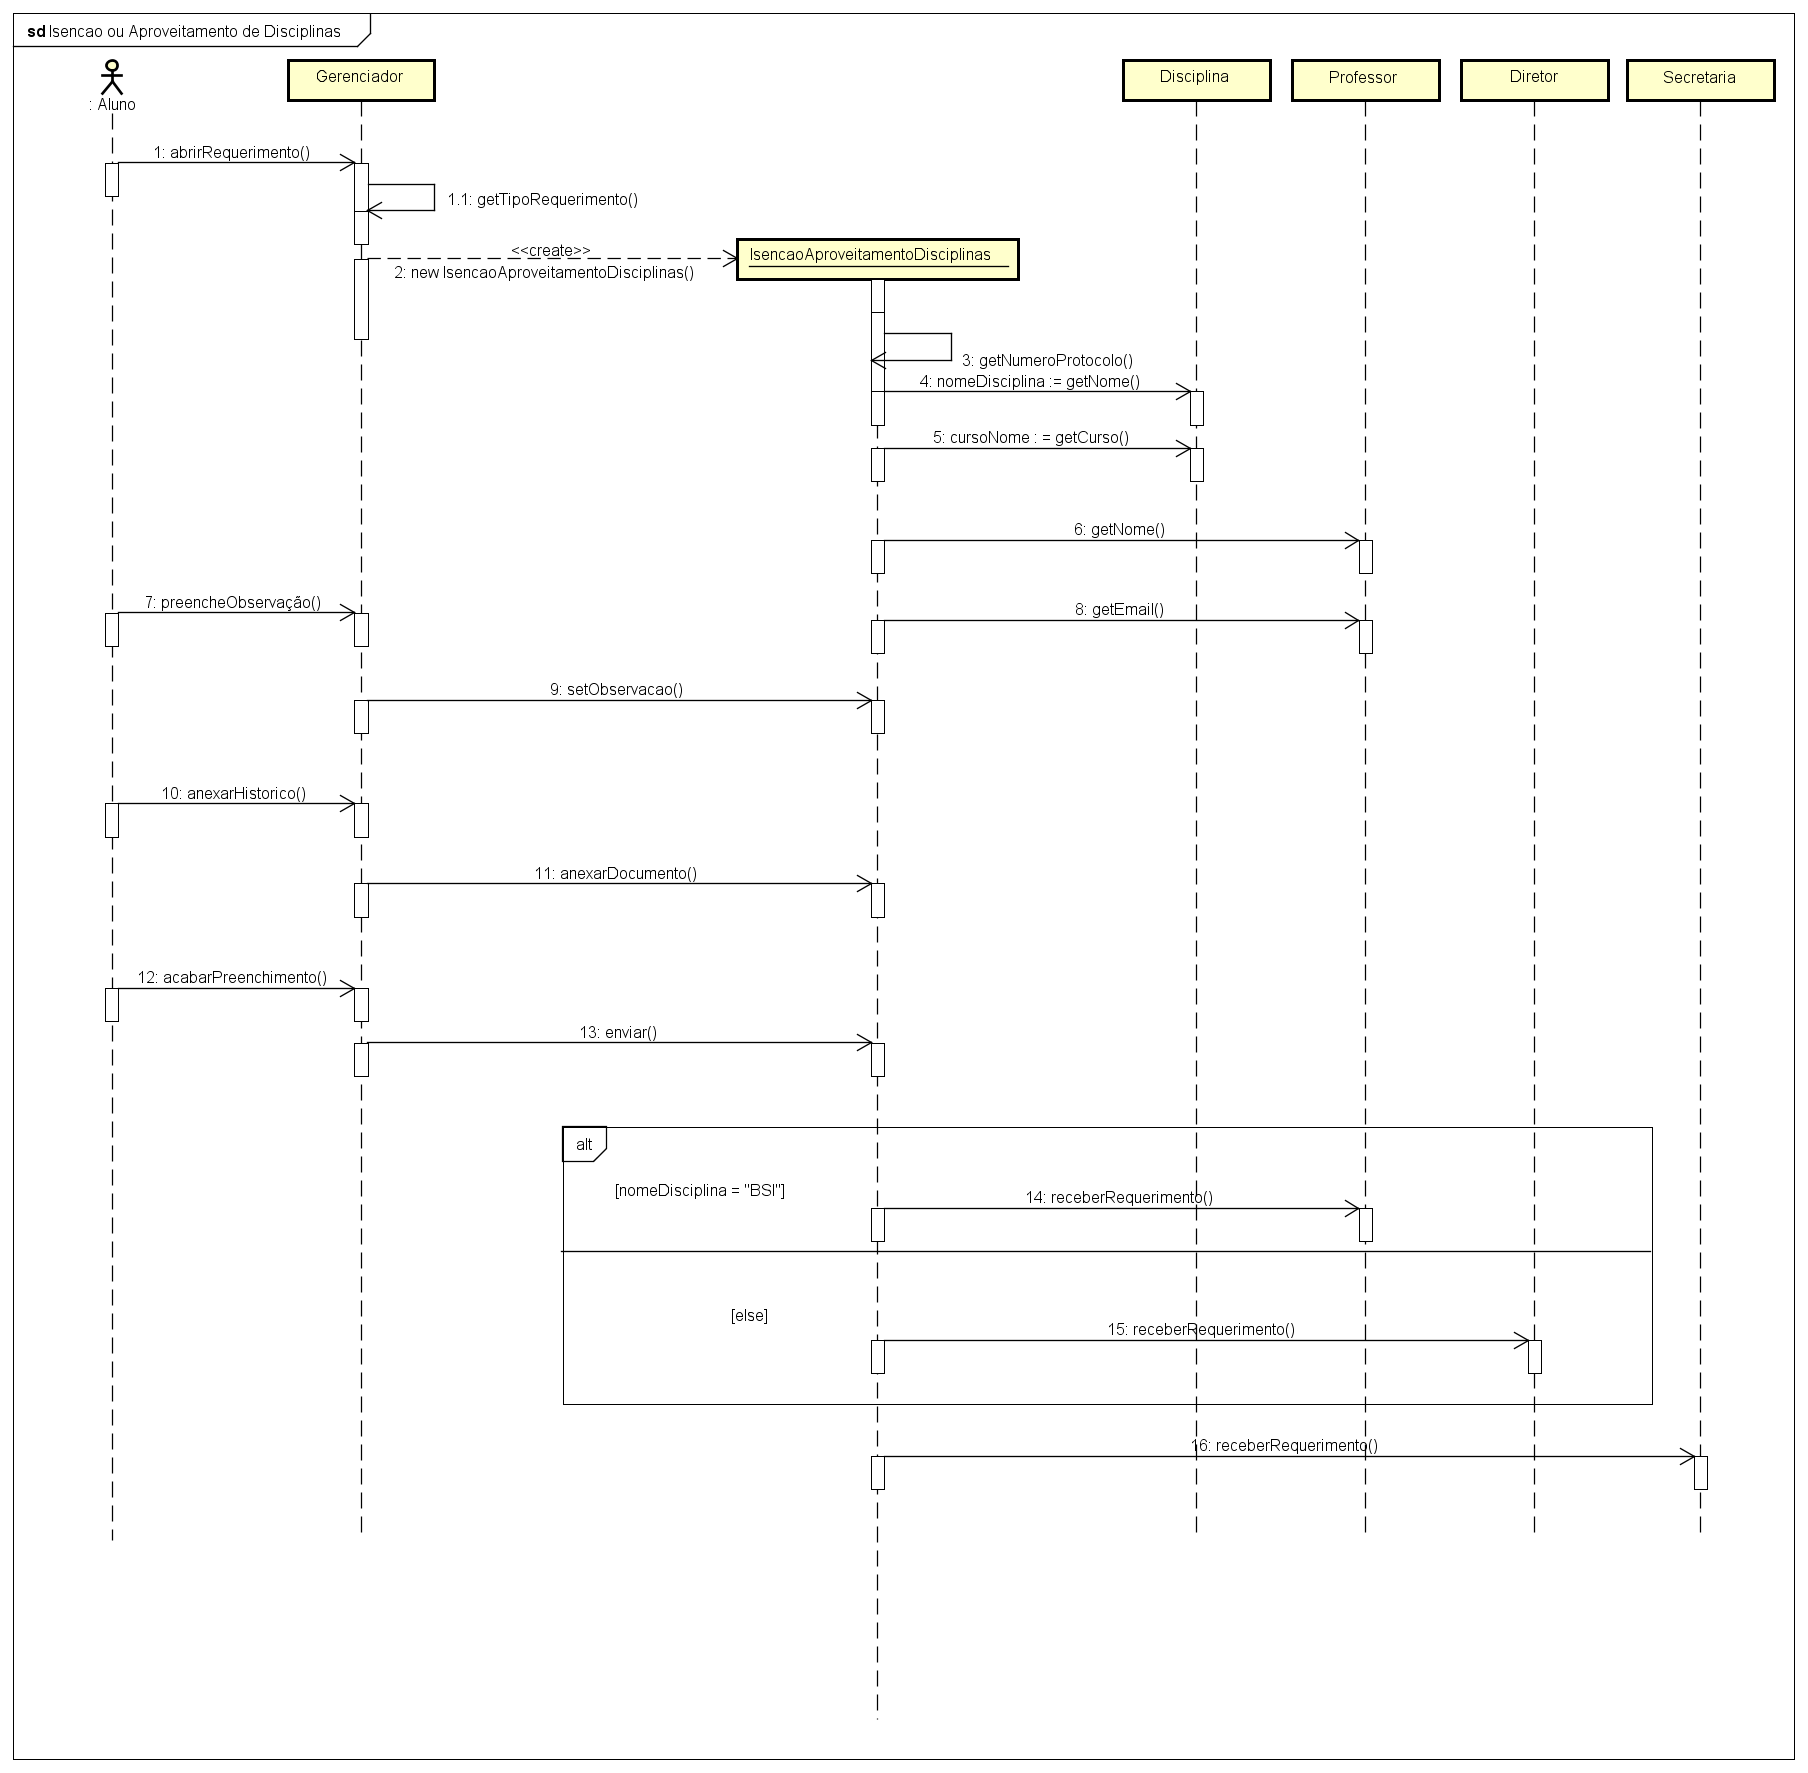 sd Isencao ou Aproveitamento de Disciplinas
: Aluno
Gerenciador
Disciplina
Professor
Diretor
Secretaria
1: abrirRequerimento()
1.1: getTipoRequerimento()
<<create>>
2: new IsencaoAproveitamentoDisciplinas()
IsencaoAproveitamentoDisciplinas
3: getNumeroProtocolo()
4: nomeDisciplina := getNome()
5: cursoNome : = getCurso()
6: getNome()
7: preencheObservação()
8: getEmail()
9: setObservacao()
10: anexarHistorico()
11: anexarDocumento()
12: acabarPreenchimento()
13: enviar()
alt
[nomeDisciplina = "BSI"]
14: receberRequerimento()
[else]
15: receberRequerimento()
16: receberRequerimento()